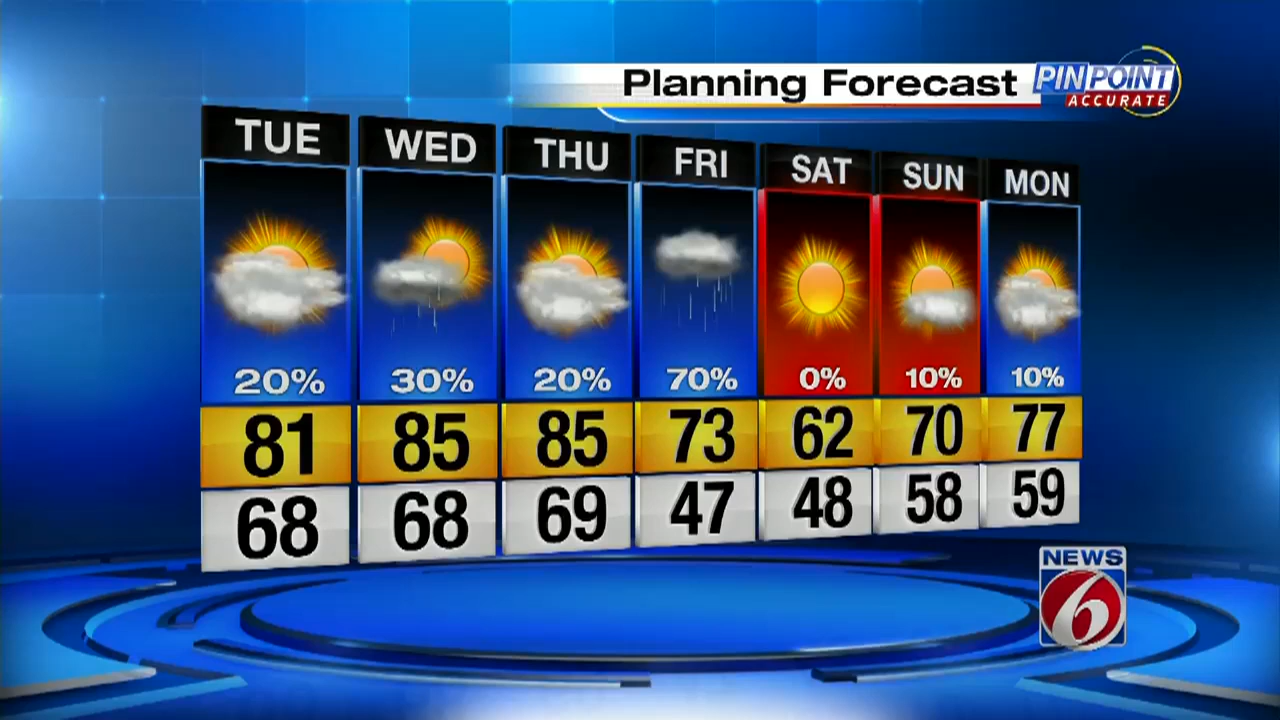 Planning Forecast PINPOINT
ACCURATE
TUE WED THU FRI SAT SUN MON
20% 30% 20% 70% 0% 10% 10%
81 85 85 73 62 70 77
68 68 69 47 48 58 59
NEWS
6